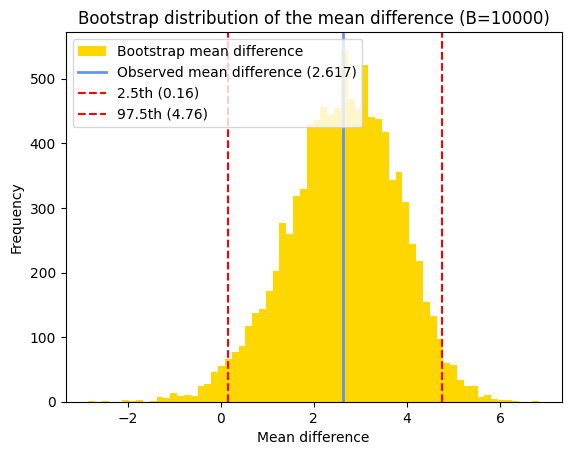 Bootstrap distribution of the mean difference (B=10000)
Bootstrap mean difference
Observed mean difference (2.617)
2.5th (0.16)
97.5th (4.76)
Frequency
500
400
300
200
100
0
−2
0
2
4
6
Mean difference